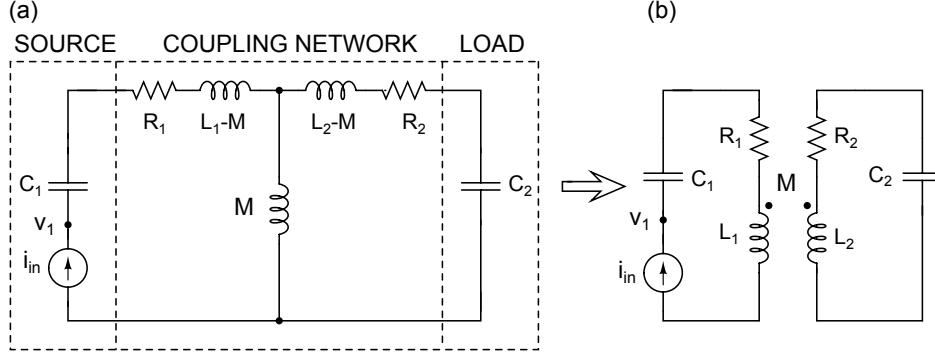 (a)
(b)
SOURCE COUPLING NETWORK LOAD
R₁ L₁-M L₂-M R₂
C₁ M C₂
v₁
iᵢₙ
C₁ R₁ M R₂ C₂
v₁ L₁ L₂
iᵢₙ